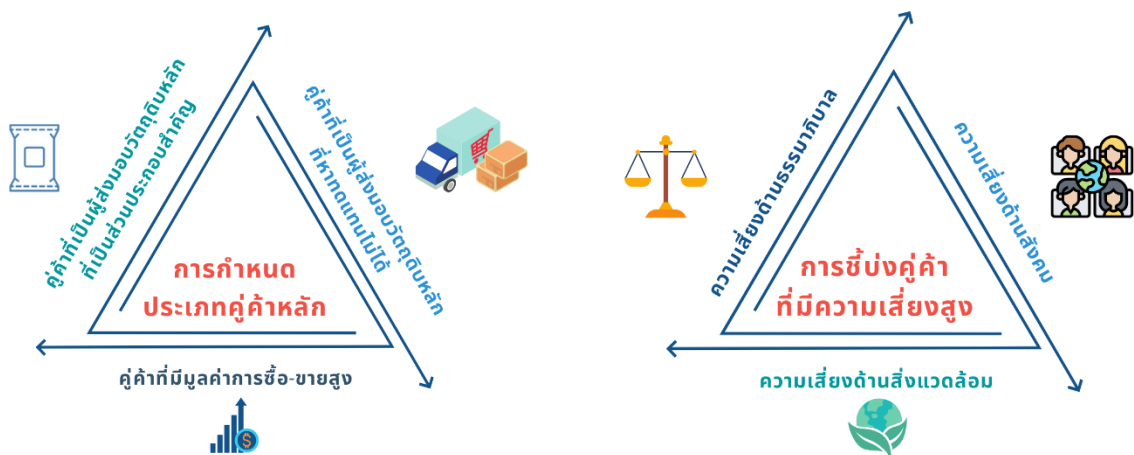 คู่ค้าที่เป็นผู้ส่งมอบวัตถุดิบหลัก
ที่เป็นส่วนประกอบสำคัญ
คู่ค้าที่เป็นผู้ส่งมอบวัตถุดิบหลัก
ที่หาทดแทนไม่ได้
การกำหนด
ประเภทคู่ค้าหลัก
คู่ค้าที่มีมูลค่าการซื้อ-ขายสูง
$
ความเสี่ยงด้านธรรมาภิบาล
ความเสี่ยงด้านสังคม
การชี้บ่งคู่ค้า
ที่มีความเสี่ยงสูง
ความเสี่ยงด้านสิ่งแวดล้อม